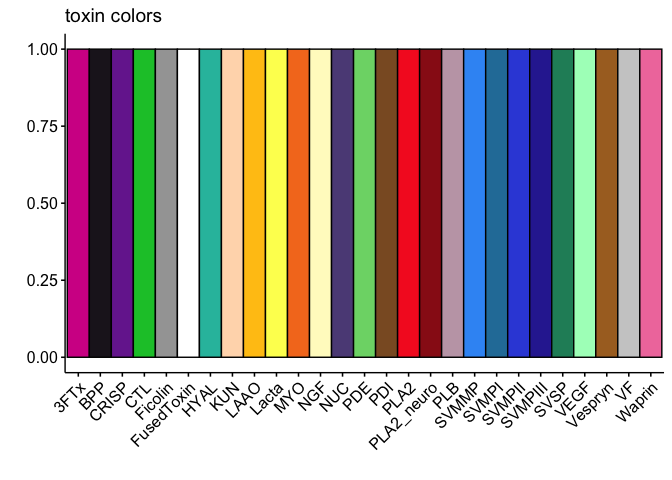 toxin colors
1.00
0.75
0.50
0.25
0.00
3FTx
BPP
CRISP
CTL
Ficolin
FusedToxin
HYAL
KUN
LAAO
Lacta
MYO
NGF
NUC
PDE
PDI
PLA2
PLA2_neuro
PLB
SVMMP
SVMPI
SVMPII
SVMPIII
SVSP
VEGF
Vespryn
VF
Waprin